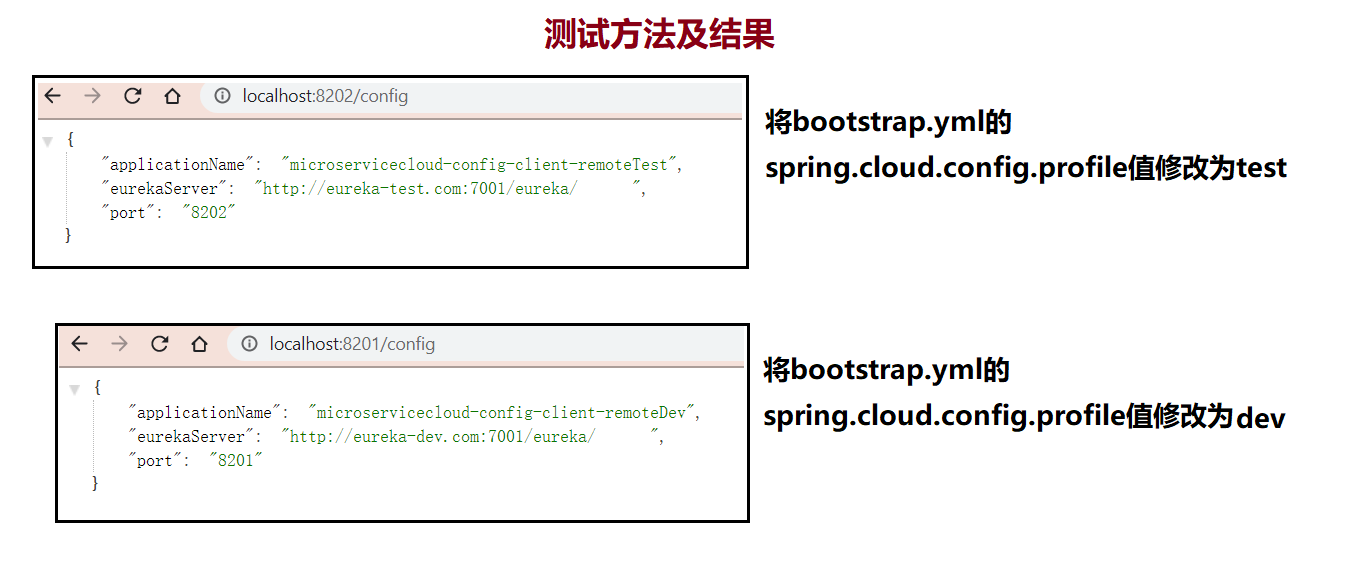 测试方法及结果
localhost:8202/config
{
"applicationName": "microservicecloud-config-client-remoteTest",
"eurekaServer": "http://eureka-test.com:7001/eureka/      ",
"port": "8202"
}
将bootstrap.yml的
spring.cloud.config.profile值修改为test
localhost:8201/config
{
"applicationName": "microservicecloud-config-client-remoteDev",
"eurekaServer": "http://eureka-dev.com:7001/eureka/      ",
"port": "8201"
}
将bootstrap.yml的
spring.cloud.config.profile值修改为dev